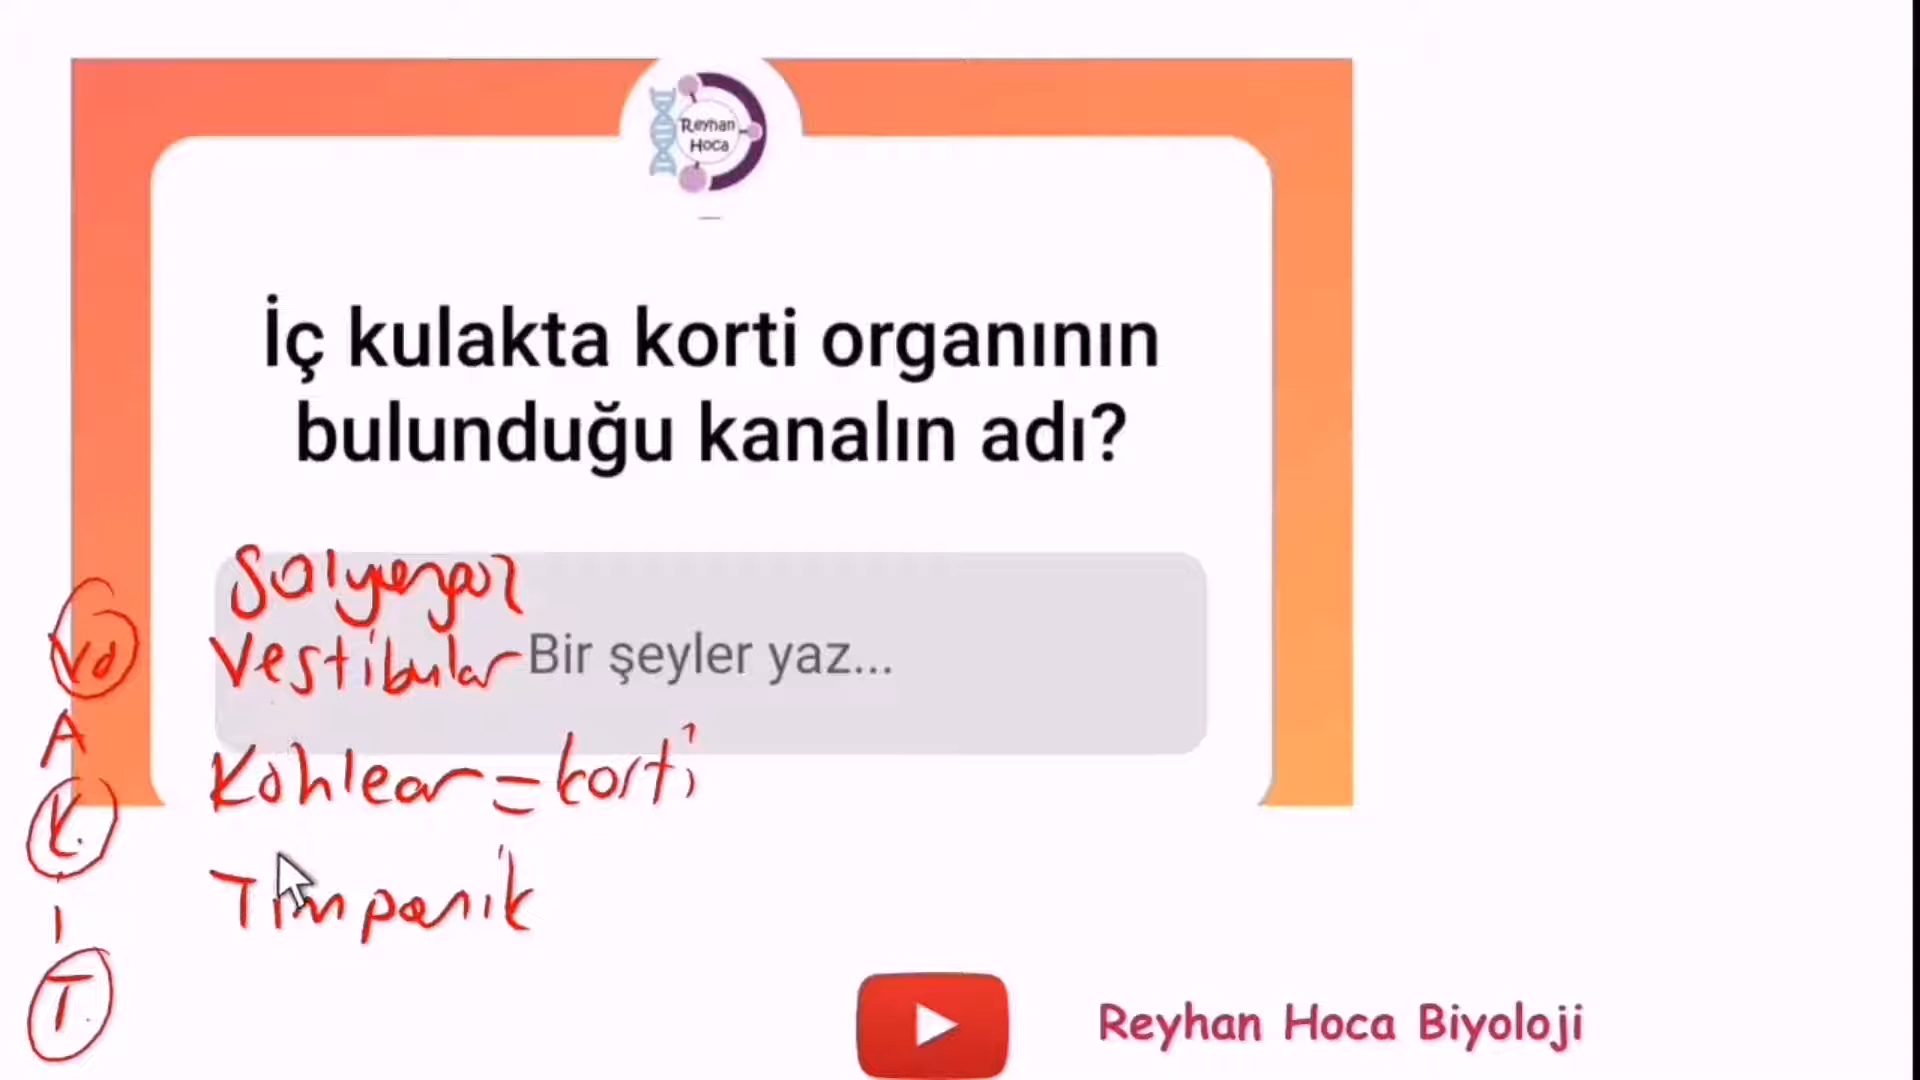 Reyhan
Hoca
İç kulakta korti organının
bulunduğu kanalın adı?
Salyangoz
Vestibular
Bir şeyler yaz...
Kohlear = korti
Timpanik
V
A
K
I
T
Reyhan Hoca Biyoloji